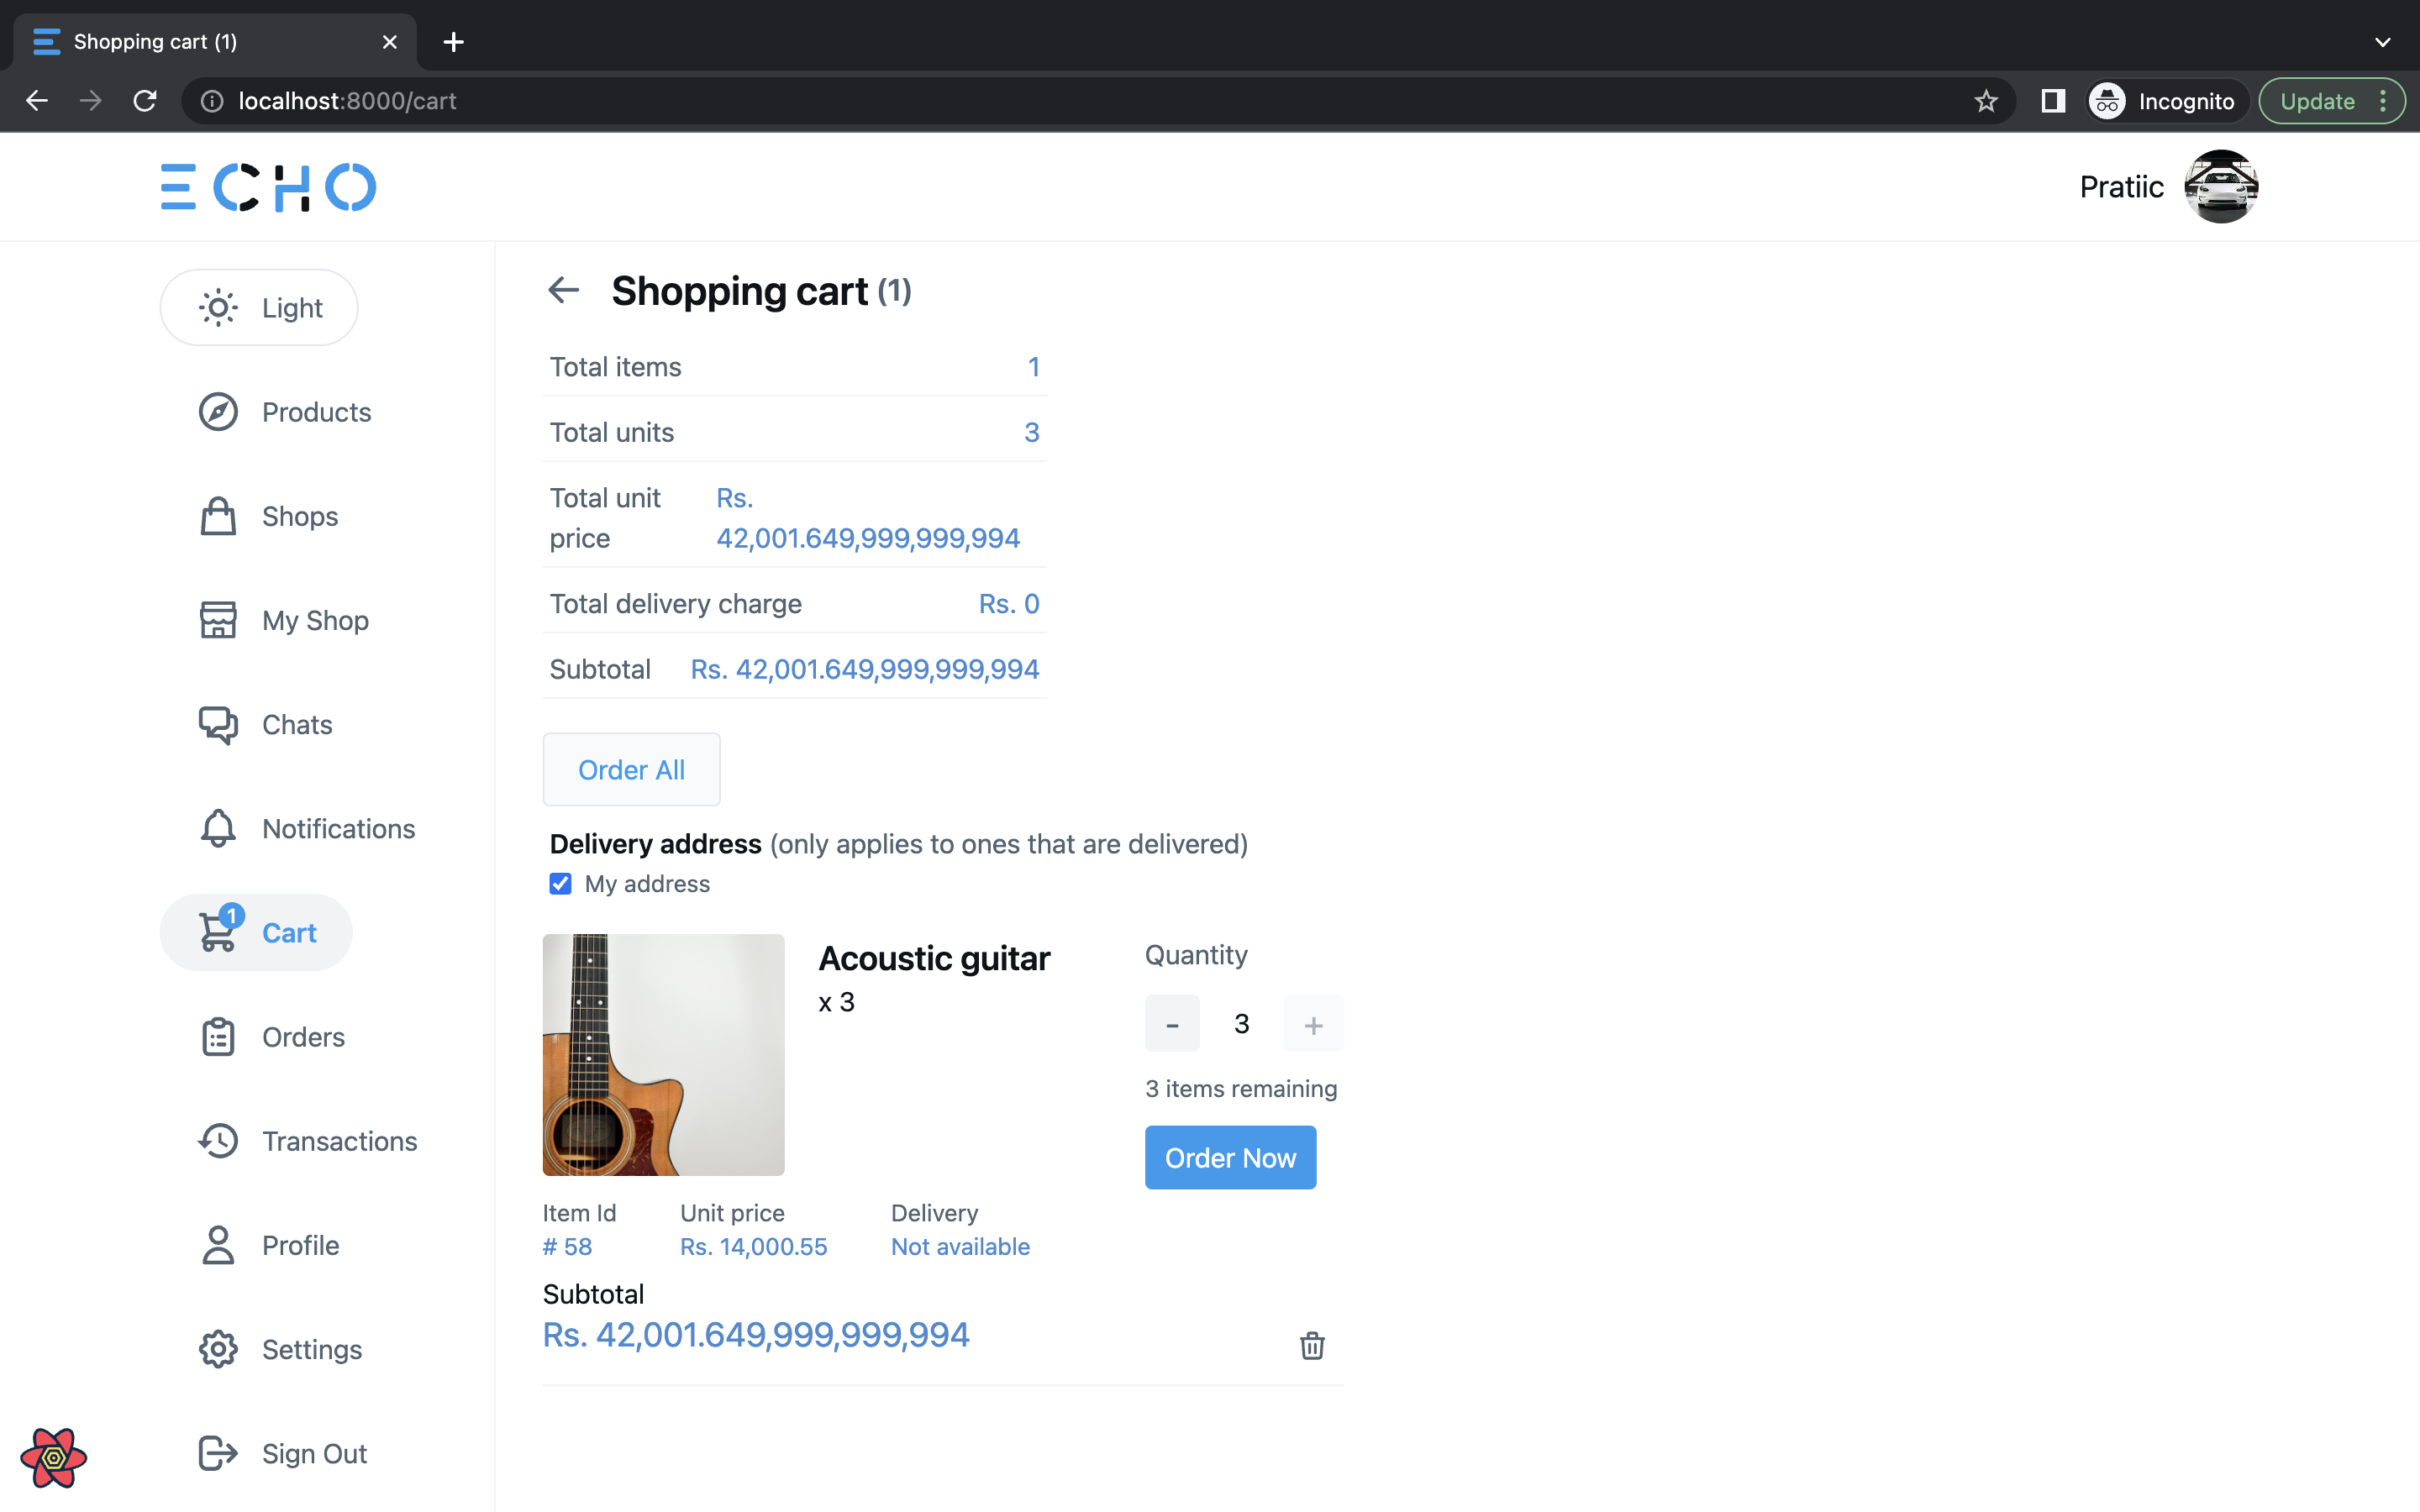 Shopping cart (1)
localhost:8000/cart
Incognito
Update
ECHO
Pratiic
Light
Products
Shops
My Shop
Chats
Notifications
1
Cart
Orders
Transactions
Profile
Settings
Sign Out
Shopping cart (1)
Total items 1
Total units 3
Total unit price Rs. 42,001.649,999,999,994
Total delivery charge Rs. 0
Subtotal Rs. 42,001.649,999,999,994
Order All
Delivery address (only applies to ones that are delivered)
My address
Acoustic guitar
x 3
Quantity
- 3 +
3 items remaining
Order Now
Item Id Unit price Delivery
# 58 Rs. 14,000.55 Not available
Subtotal
Rs. 42,001.649,999,999,994